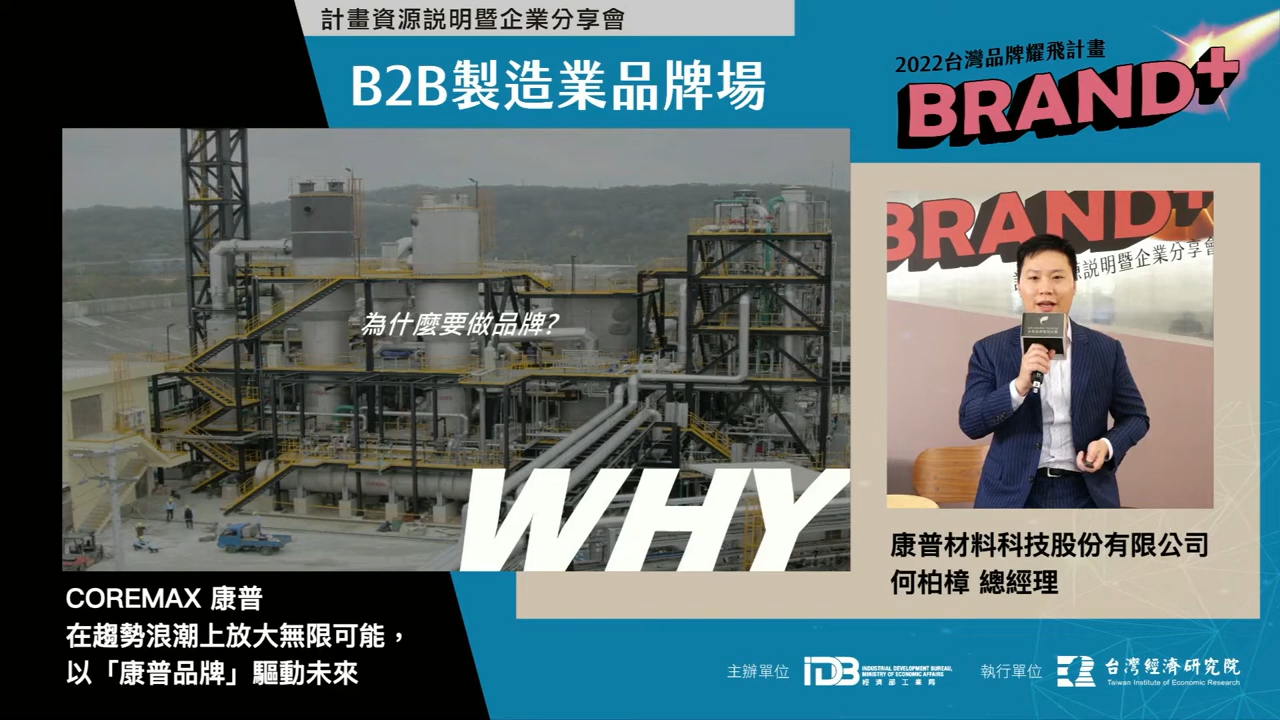 計畫資源説明暨企業分享會
B2B製造業品牌場
2022台灣品牌耀飛計畫
BRAND+
為什麼要做品牌?
WHY
7
BRAND+
源説明暨企業分享會
康普材料科技股份有限公司
何柏樟 總經理
COREMAX 康普
在趨勢浪潮上放大無限可能，
以「康普品牌」驅動未來
主辦單位
IDB
INDUSTRIAL DEVELOPMENT BUREAU,
MINISTRY OF ECONOMIC AFFAIRS
經濟部工業局
執行單位
台灣經濟研究院
Taiwan Institute of Economic Research